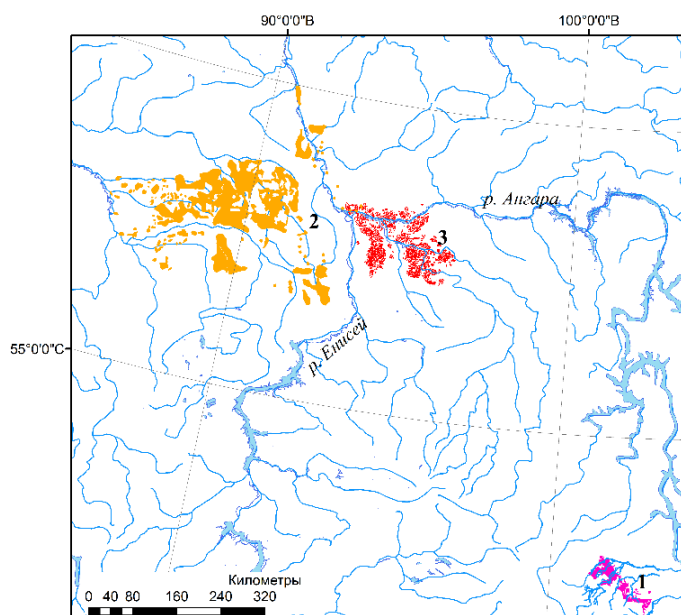 90°0'0"В
100°0'0"В
р. Ангара
2
3
р. Енисей
55°0'0"С
1
Километры
0 40 80 160 240 320